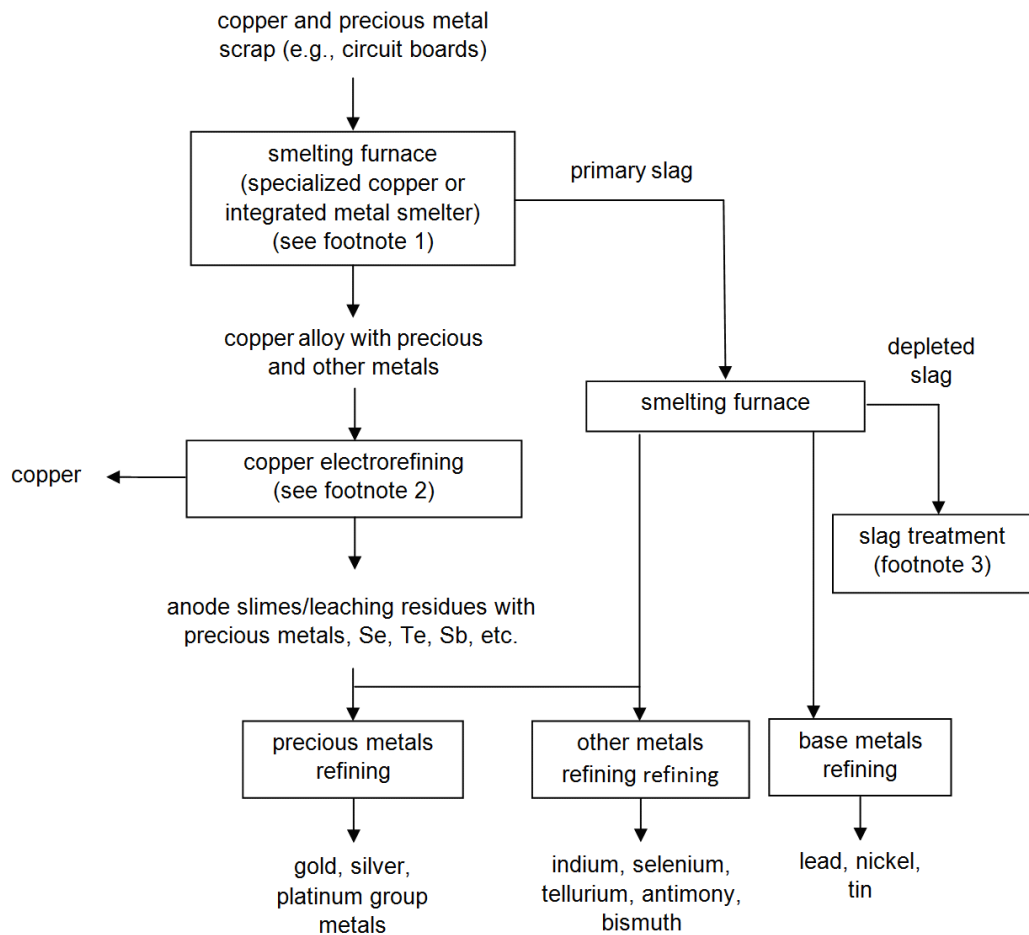 copper and precious metal
scrap (e.g., circuit boards)
smelting furnace
(specialized copper or
integrated metal smelter)
(see footnote 1)
primary slag
copper alloy with precious
and other metals
depleted
slag
smelting furnace
copper
copper electrorefining
(see footnote 2)
slag treatment
(footnote 3)
anode slimes/leaching residues with
precious metals, Se, Te, Sb, etc.
precious metals
refining
other metals
refining refining
base metals
refining
gold, silver,
platinum group
metals
indium, selenium,
tellurium, antimony,
bismuth
lead, nickel,
tin